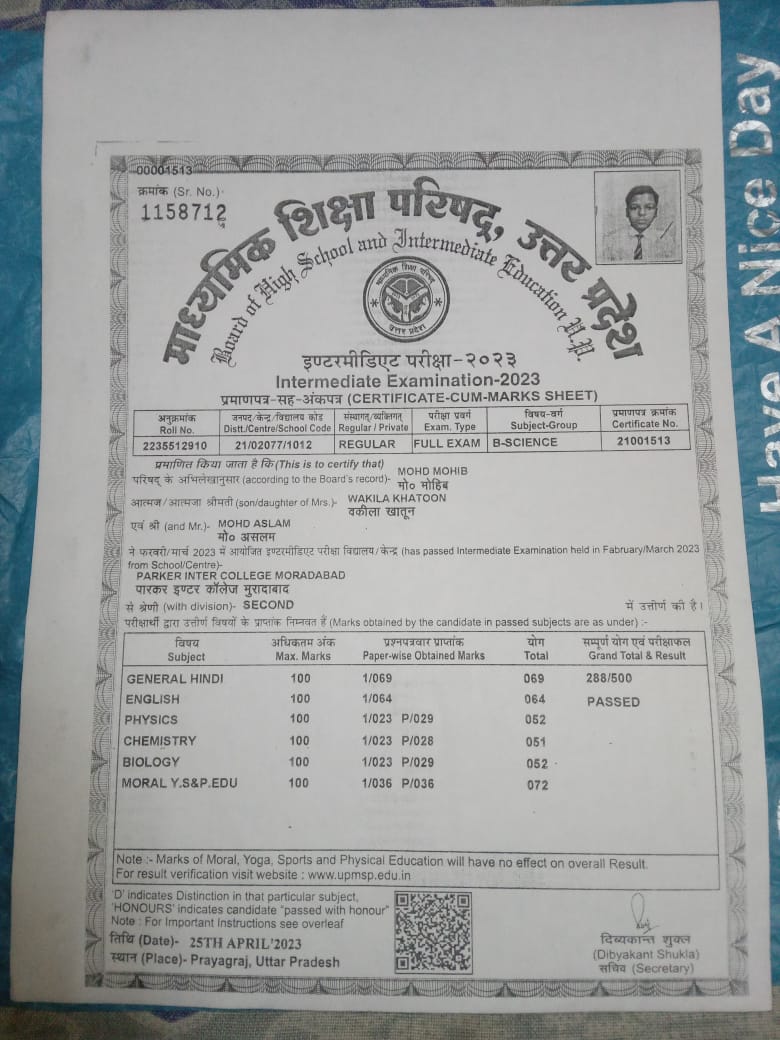 00001513
क्रमांक (Sr. No.)-
1158712
माध्यमिक शिक्षा परिषद्, उत्तर प्रदेश
Board of High School and Intermediate Education U.P.
माध्यमिक शिक्षा परिषद
उत्तर प्रदेश
इण्टरमीडिएट परीक्षा-२०२३
Intermediate Examination-2023
प्रमाणपत्र-सह-अंकपत्र (CERTIFICATE-CUM-MARKS SHEET)
अनुक्रमांक जनपद/केन्द्र/विद्यालय कोड संस्थागत/व्यक्तिगत परीक्षा प्रवर्ग विषय-वर्ग प्रमाणपत्र क्रमांक
Roll No. Distt./Centre/School Code Regular / Private Exam. Type Subject-Group Certificate No.
2235512910 21/02077/1012 REGULAR FULL EXAM B-SCIENCE 21001513
प्रमाणित किया जाता है कि (This is to certify that)
परिषद् के अभिलेखानुसार (according to the Board's record)- MOHD MOHIB
मो० मोहिब
आत्मज/आत्मजा श्रीमती (son/daughter of Mrs.)- WAKILA KHATOON
वकीला खातून
एवं श्री (and Mr.)- MOHD ASLAM
मो० असलम
ने फरवरी/मार्च 2023 में आयोजित इण्टरमीडिएट परीक्षा विद्यालय/केन्द्र (has passed Intermediate Examination held in Fabruary/March 2023
from School/Centre)-
PARKER INTER COLLEGE MORADABAD
पारकर इण्टर कॉलेज मुरादाबाद
से श्रेणी (with division)- SECOND में उत्तीर्ण की है।
परीक्षार्थी द्वारा उत्तीर्ण विषयों के प्राप्तांक निम्नवत हैं (Marks obtained by the candidate in passed subjects are as under) :-
विषय अधिकतम अंक प्रश्नपत्रवार प्राप्तांक योग सम्पूर्ण योग एवं परीक्षाफल
Subject Max. Marks Paper-wise Obtained Marks Total Grand Total & Result
GENERAL HINDI 100 1/069 069 288/500
ENGLISH 100 1/064 064 PASSED
PHYSICS 100 1/023 P/029 052
CHEMISTRY 100 1/023 P/028 051
BIOLOGY 100 1/023 P/029 052
MORAL Y.S&P.EDU 100 1/036 P/036 072
Note :- Marks of Moral, Yoga, Sports and Physical Education will have no effect on overall Result.
For result verification visit website : www.upmsp.edu.in
'D' indicates Distinction in that particular subject,
'HONOURS' indicates candidate "passed with honour"
Note : For Important Instructions see overleaf
तिथि (Date)- 25TH APRIL'2023
स्थान (Place)- Prayagraj, Uttar Pradesh
दिव्यकान्त शुक्ल
(Dibyakant Shukla)
सचिव (Secretary)
Have A Nice Day